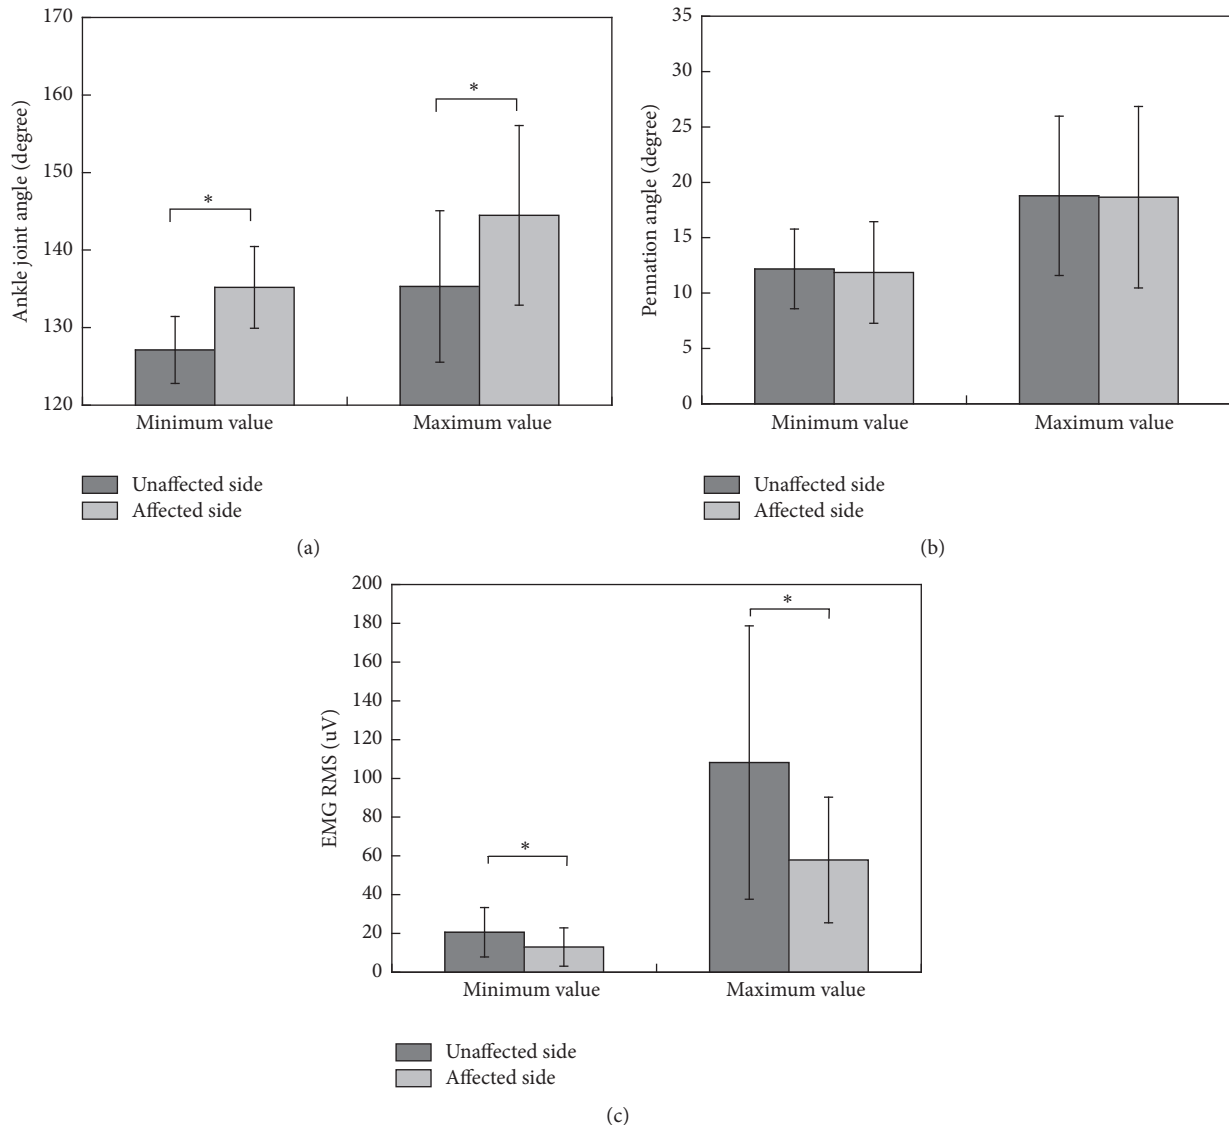 170
160
150
140
130
120
Ankle joint angle (degree)
*
*
Minimum value
Maximum value
Unaffected side
Affected side
(a)
35
30
25
20
15
10
5
0
Pennation angle (degree)
Minimum value
Maximum value
Unaffected side
Affected side
(b)
200
180
160
140
120
100
80
60
40
20
0
EMG RMS (uV)
*
*
Minimum value
Maximum value
Unaffected side
Affected side
(c)